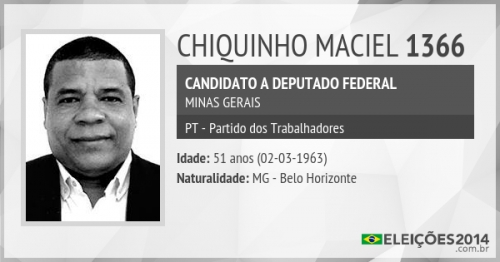 CHIQUINHO MACIEL 1366
CANDIDATO A DEPUTADO FEDERAL
MINAS GERAIS
PT - Partido dos Trabalhadores
Idade: 51 anos (02-03-1963)
Naturalidade: MG - Belo Horizonte
ELEIÇÕES2014
.com.br